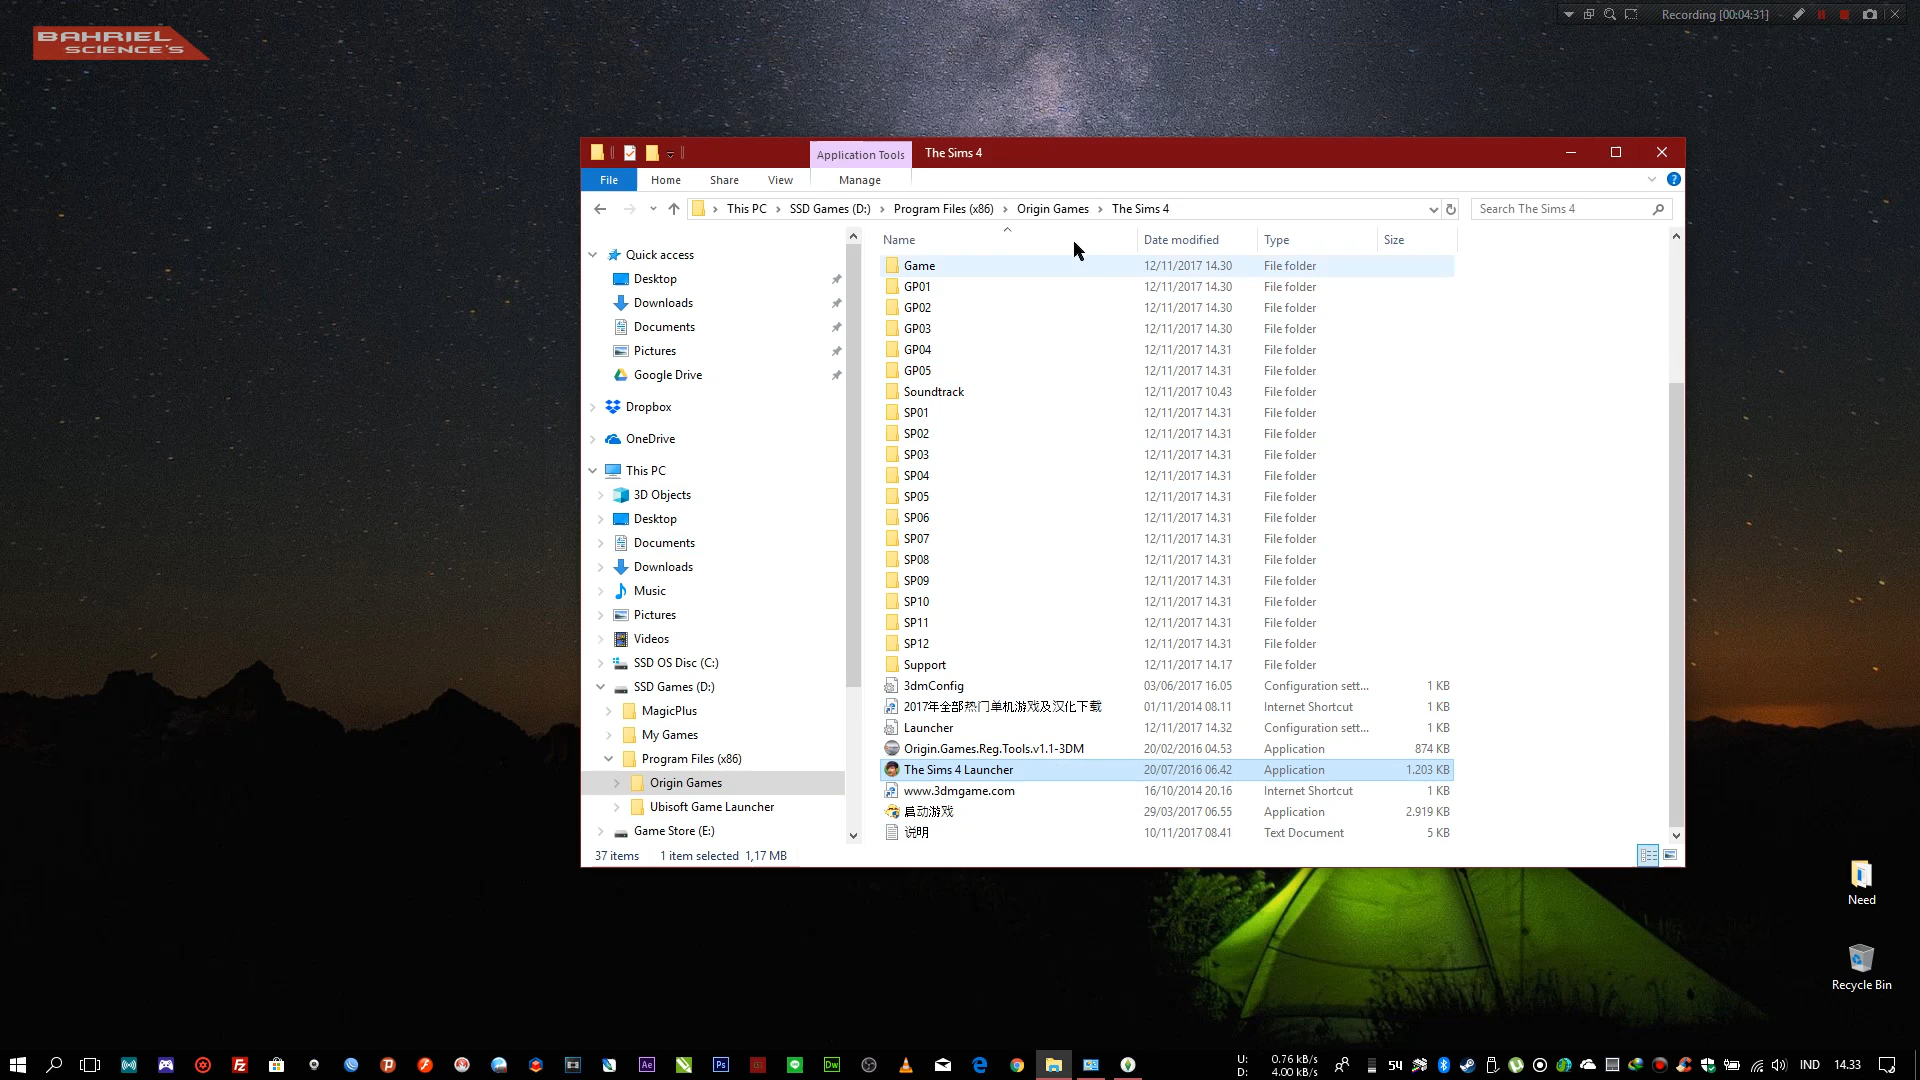 BAHRIEL
SCIENCE'S
Recording [00:04:31]
Application Tools
The Sims 4
File
Home
Share
View
Manage
This PC
SSD Games (D:)
Program Files (x86)
Origin Games
The Sims 4
Search The Sims 4
Name
Date modified
Type
Size
Quick access
Desktop
Downloads
Documents
Pictures
Google Drive
Dropbox
OneDrive
This PC
3D Objects
Desktop
Documents
Downloads
Music
Pictures
Videos
SSD OS Disc (C:)
SSD Games (D:)
MagicPlus
My Games
Program Files (x86)
Origin Games
Ubisoft Game Launcher
Game Store (E:)
Game 12/11/2017 14.30 File folder
GP01 12/11/2017 14.30 File folder
GP02 12/11/2017 14.30 File folder
GP03 12/11/2017 14.30 File folder
GP04 12/11/2017 14.31 File folder
GP05 12/11/2017 14.31 File folder
Soundtrack 12/11/2017 10.43 File folder
SP01 12/11/2017 14.31 File folder
SP02 12/11/2017 14.31 File folder
SP03 12/11/2017 14.31 File folder
SP04 12/11/2017 14.31 File folder
SP05 12/11/2017 14.31 File folder
SP06 12/11/2017 14.31 File folder
SP07 12/11/2017 14.31 File folder
SP08 12/11/2017 14.31 File folder
SP09 12/11/2017 14.31 File folder
SP10 12/11/2017 14.31 File folder
SP11 12/11/2017 14.31 File folder
SP12 12/11/2017 14.31 File folder
Support 12/11/2017 14.17 File folder
3dmConfig 03/06/2017 16.05 Configuration sett... 1 KB
2017年全部热门单机游戏及汉化下载 01/11/2014 08.11 Internet Shortcut 1 KB
Launcher 12/11/2017 14.32 Configuration sett... 1 KB
Origin.Games.Reg.Tools.v1.1-3DM 20/02/2016 04.53 Application 874 KB
The Sims 4 Launcher 20/07/2016 06.42 Application 1.203 KB
www.3dmgame.com 16/10/2014 20.16 Internet Shortcut 1 KB
启动游戏 29/03/2017 06.55 Application 2.919 KB
说明 10/11/2017 08.41 Text Document 5 KB
37 items 1 item selected 1,17 MB
Need
Recycle Bin
Fz
Ae
Ps
Dw
U: 0.76 kB/s
D: 4.00 kB/s
54
IND
14.33